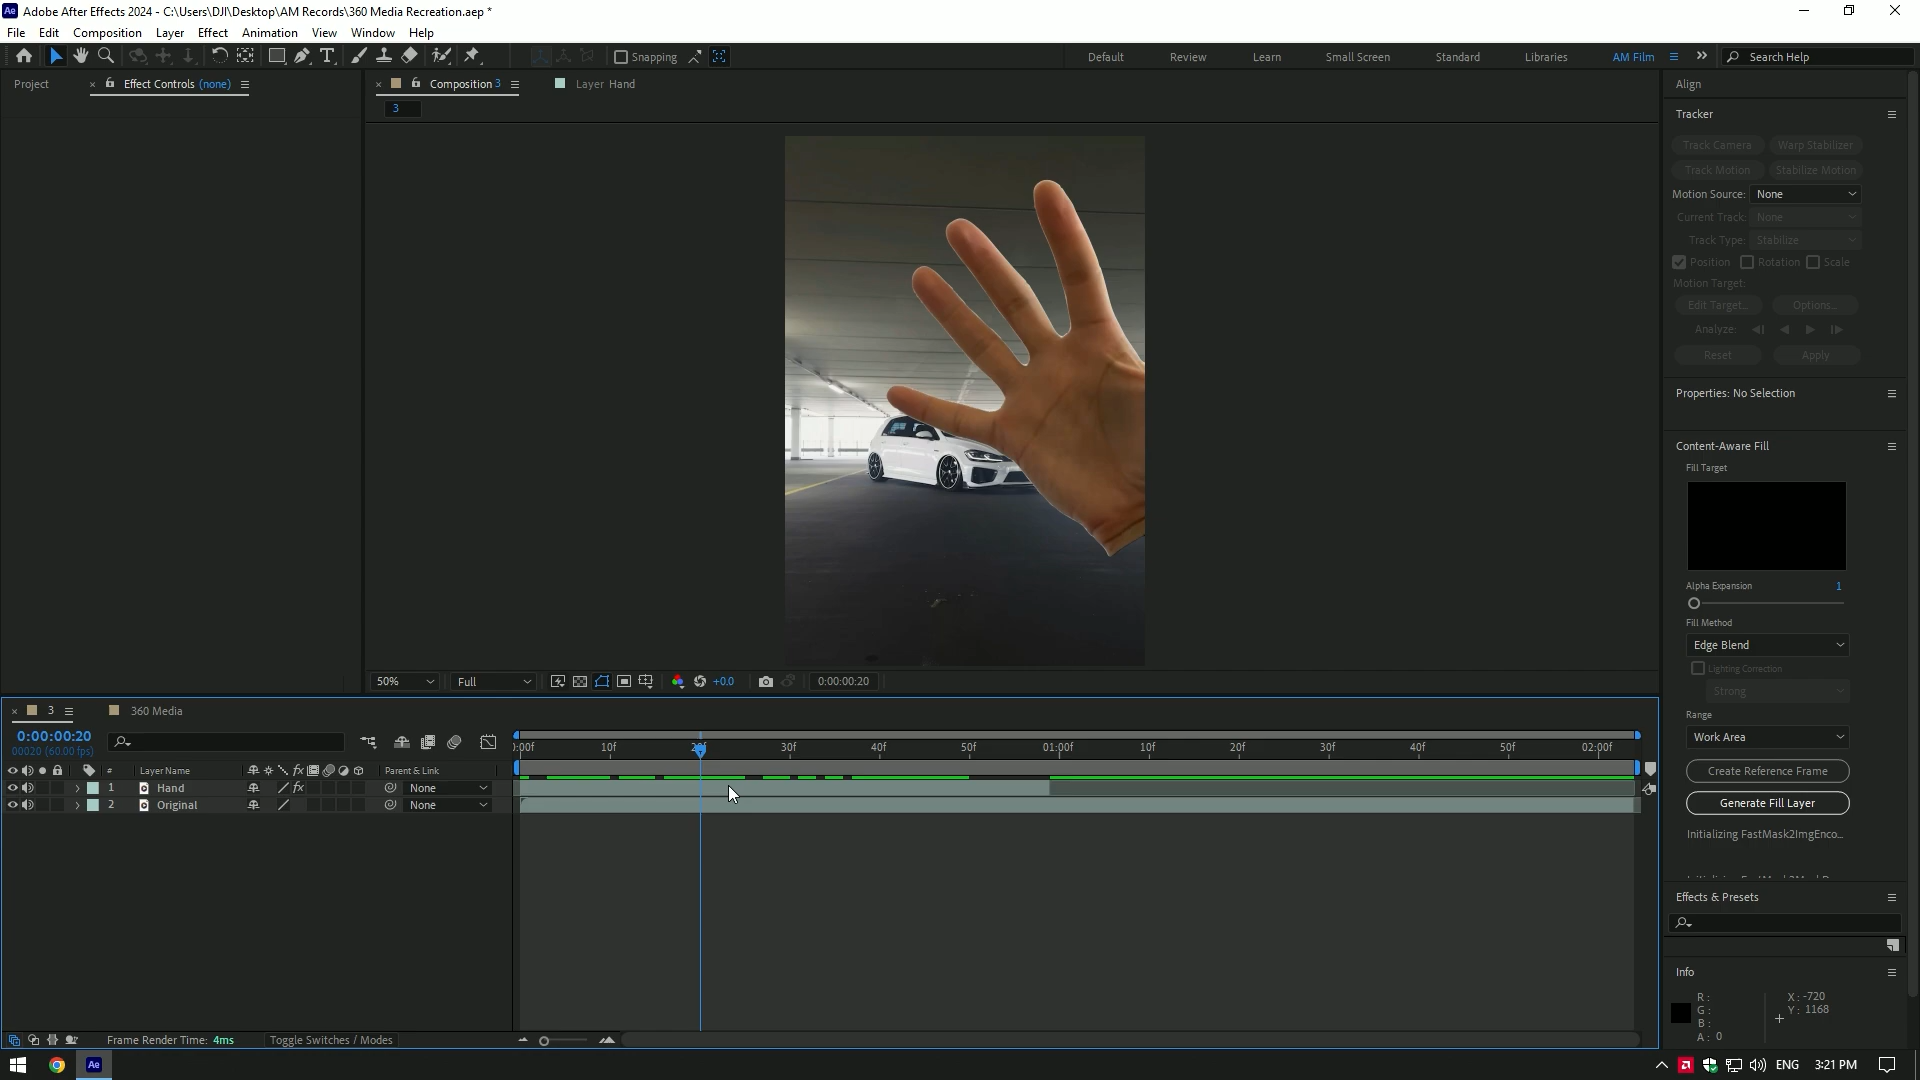 Adobe After Effects 2024 - C:\Users\DJI\Desktop\AM Records\360 Media Recreation.aep *
File Edit Composition Layer Effect Animation View Window Help
Snapping Default Review Learn Small Screen Standard Libraries AM Film Search Help
Project Effect Controls (none) Composition 3 Layer Hand
3
Align
Tracker
Track Camera Warp Stabilizer
Track Motion Stabilize Motion
Motion Source: None
Current Track: None
Track Type: Stabilize
Position Rotation Scale
Motion Target:
Edit Target... Options...
Analyze:
Reset Apply
Properties: No Selection
Content-Aware Fill
Fill Target
Alpha Expansion 1
Fill Method
Edge Blend
Lighting Correction
Strong
Range
Work Area
Create Reference Frame
Generate Fill Layer
Initializing FastMask2ImgEnco...
Effects & Presets
Info
R: X: -720
G: Y: 1168
B:
A: 0
50% Full +0.0 0:00:00:20
3 360 Media
0:00:00:20
00020 (60.00 fps)
:00f 10f 20f 30f 40f 50f 01:00f 10f 20f 30f 40f 50f 02:00f
# Layer Name Parent & Link
1 Hand None
2 Original None
Frame Render Time: 4ms Toggle Switches / Modes
ENG 3:21 PM